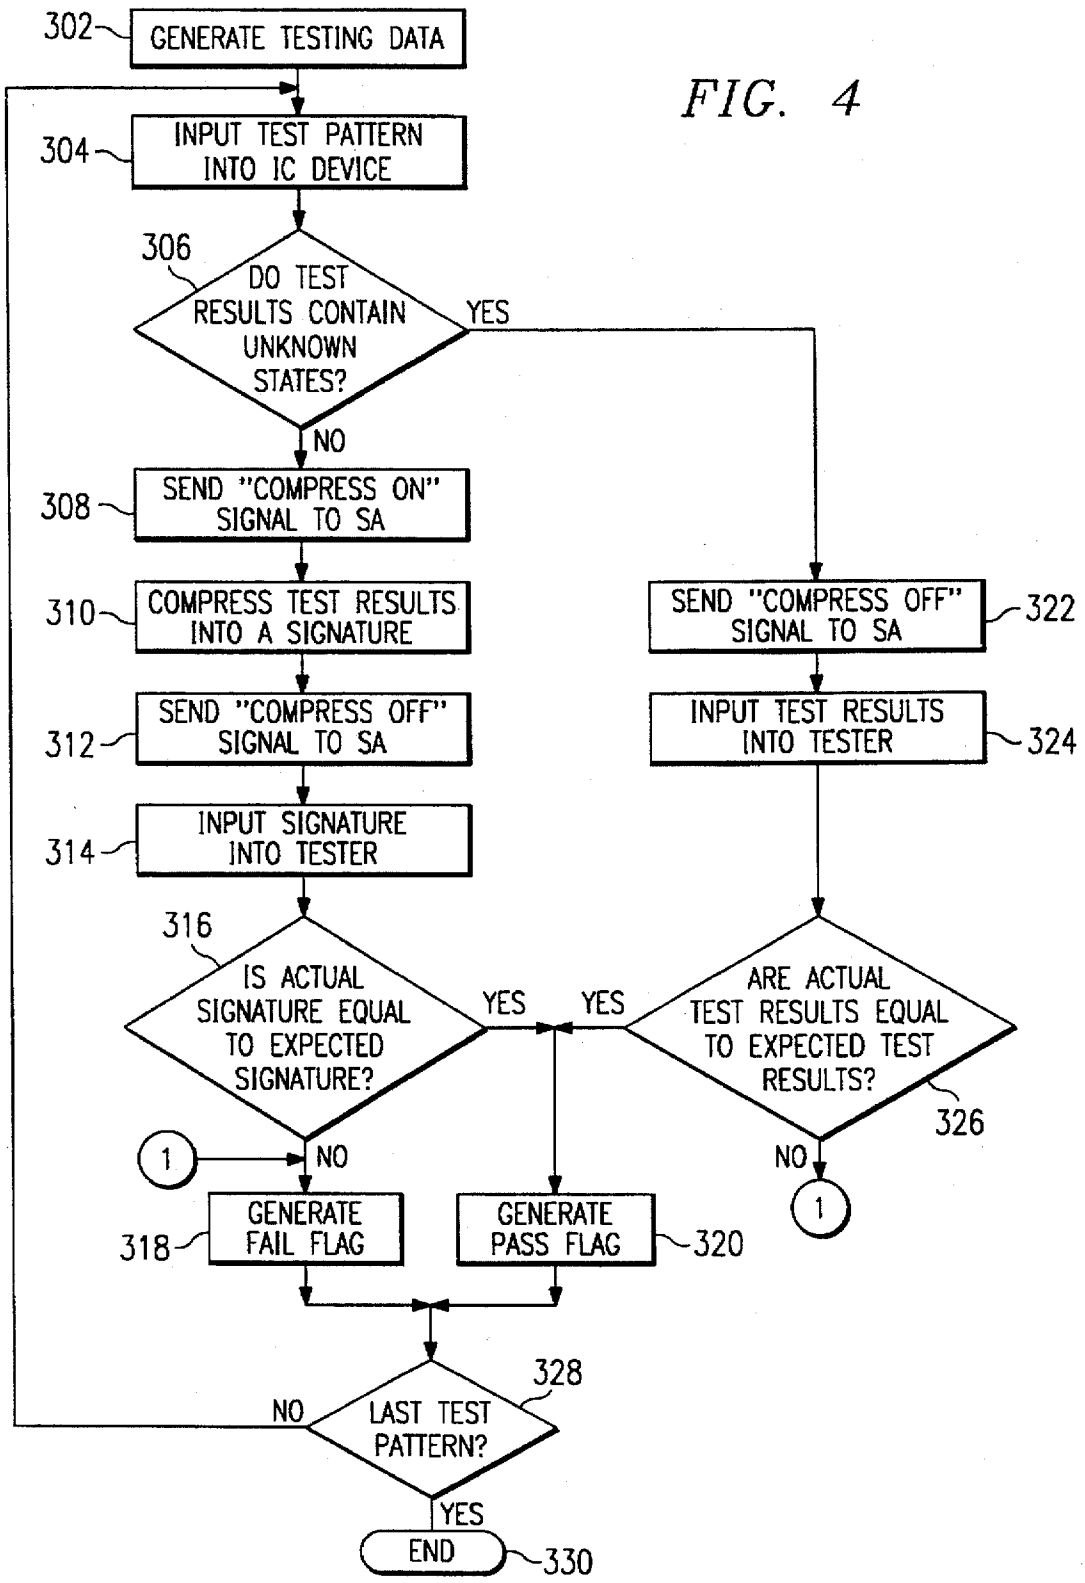 302
GENERATE TESTING DATA
FIG. 4
304
INPUT TEST PATTERN
INTO IC DEVICE
306
DO TEST
RESULTS CONTAIN
UNKNOWN
STATES?
YES
NO
308
SEND "COMPRESS ON"
SIGNAL TO SA
310
COMPRESS TEST RESULTS
INTO A SIGNATURE
SEND "COMPRESS OFF"
SIGNAL TO SA
322
312
SEND "COMPRESS OFF"
SIGNAL TO SA
INPUT TEST RESULTS
INTO TESTER
324
314
INPUT SIGNATURE
INTO TESTER
316
IS ACTUAL
SIGNATURE EQUAL
TO EXPECTED
SIGNATURE?
YES
YES
ARE ACTUAL
TEST RESULTS EQUAL
TO EXPECTED TEST
RESULTS?
326
1
NO
NO
1
318
GENERATE
FAIL FLAG
GENERATE
PASS FLAG
320
328
NO
LAST TEST
PATTERN?
YES
END
330